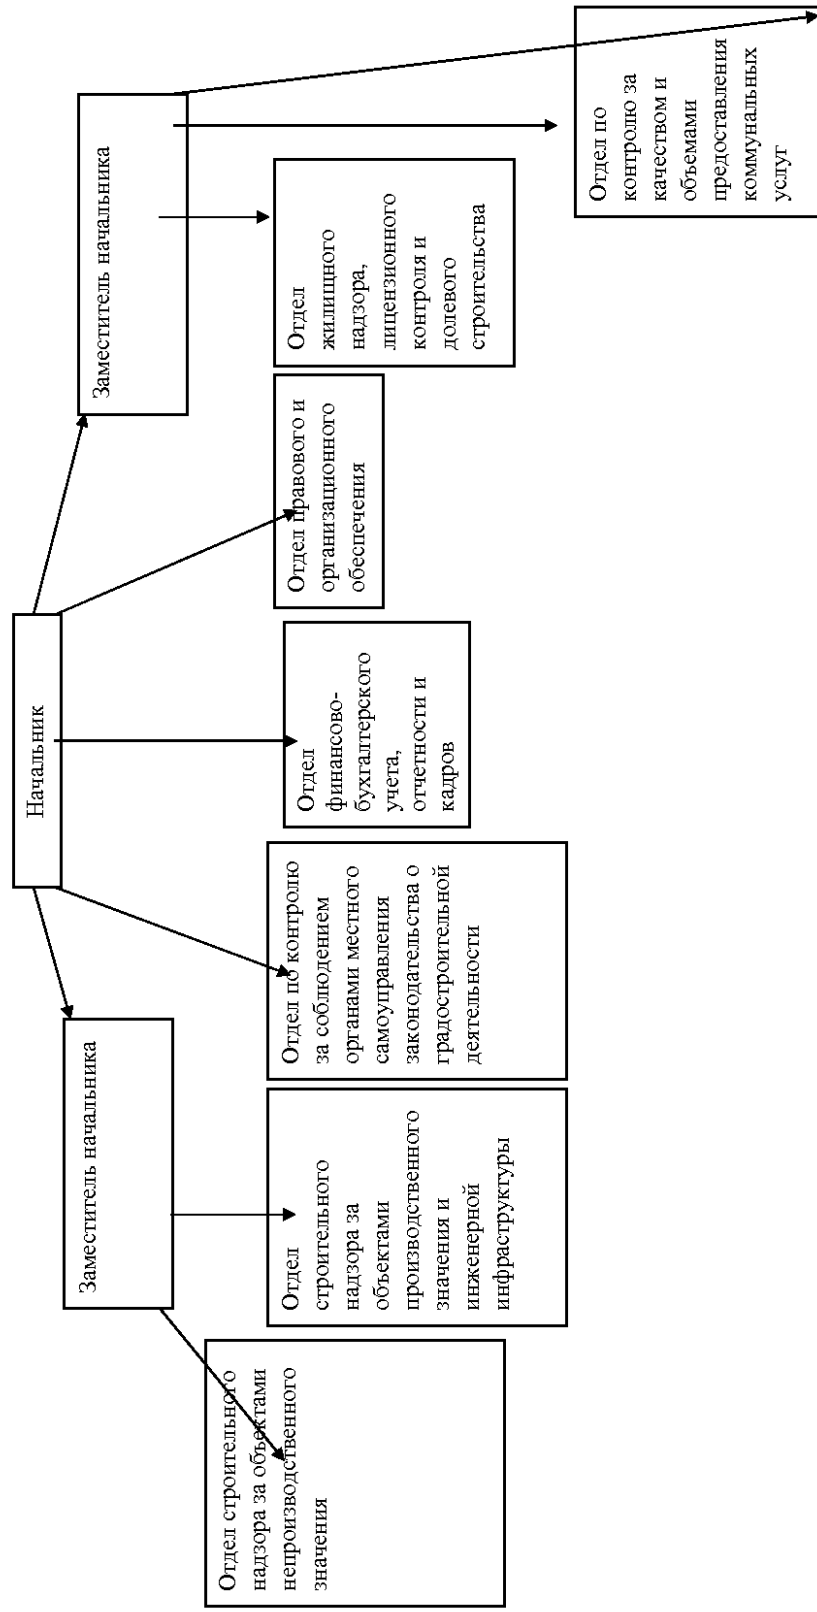 Начальник
Заместитель начальника
Заместитель начальника
Отдел строительного
надзора за объектами
непроизводственного
значения
Отдел
строительного
надзора за
объектами
производственного
значения и
инженерной
инфраструктуры
Отдел по контролю
за соблюдением
органами местного
самоуправления
законодательства о
градостроительной
деятельности
Отдел
финансово-
бухгалтерского
учета,
отчетности и
кадров
Отдел правового и
организационного
обеспечения
Отдел
жилищного
надзора,
лицензионного
контроля и
долевого
строительства
Отдел по
контролю за
качеством и
объемами
предоставления
коммунальных
услуг